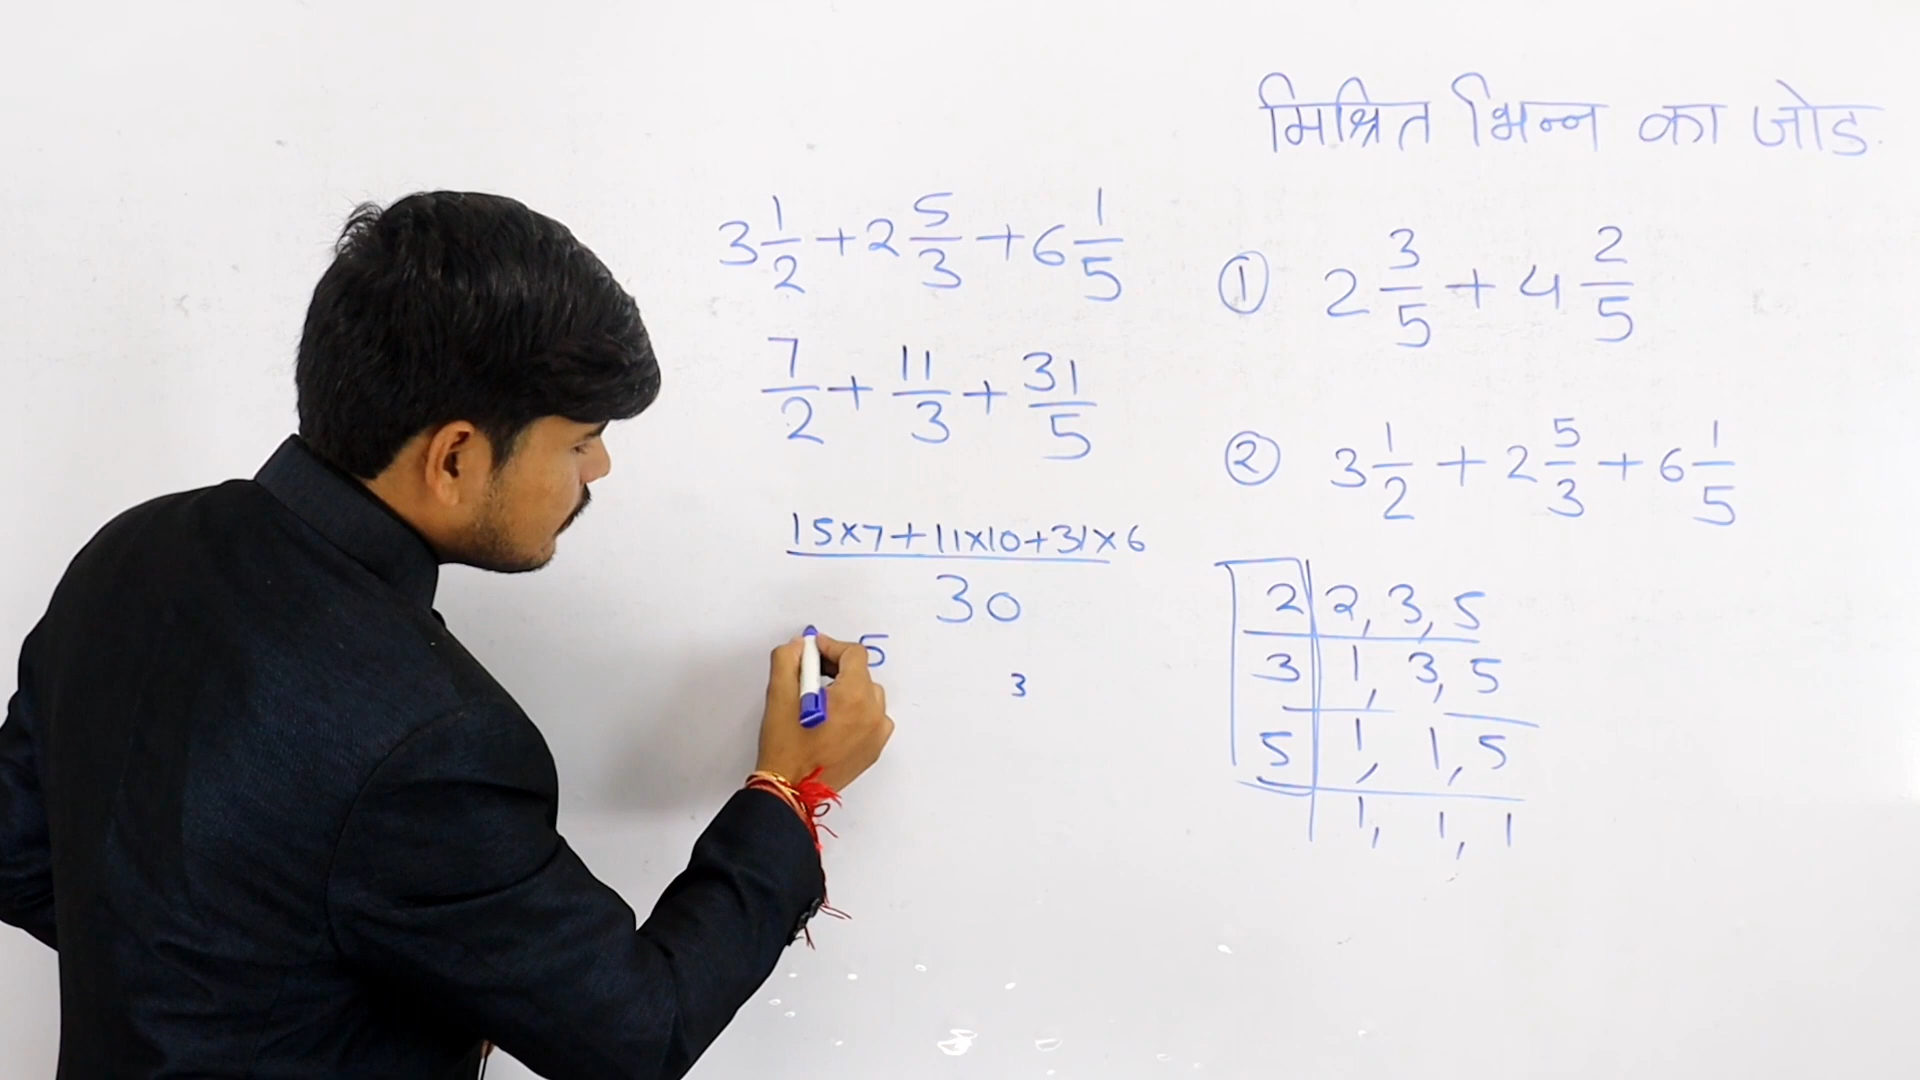 मिश्रित भिन्न का जोड
3 1/2 + 2 5/3 + 6 1/5
7/2 + 11/3 + 31/5
15×7+11×10+31×6
30
5
3
① 2 3/5 + 4 2/5
② 3 1/2 + 2 5/3 + 6 1/5
2 | 2, 3, 5
3 | 1, 3, 5
5 | 1, 1, 5
1, 1, 1